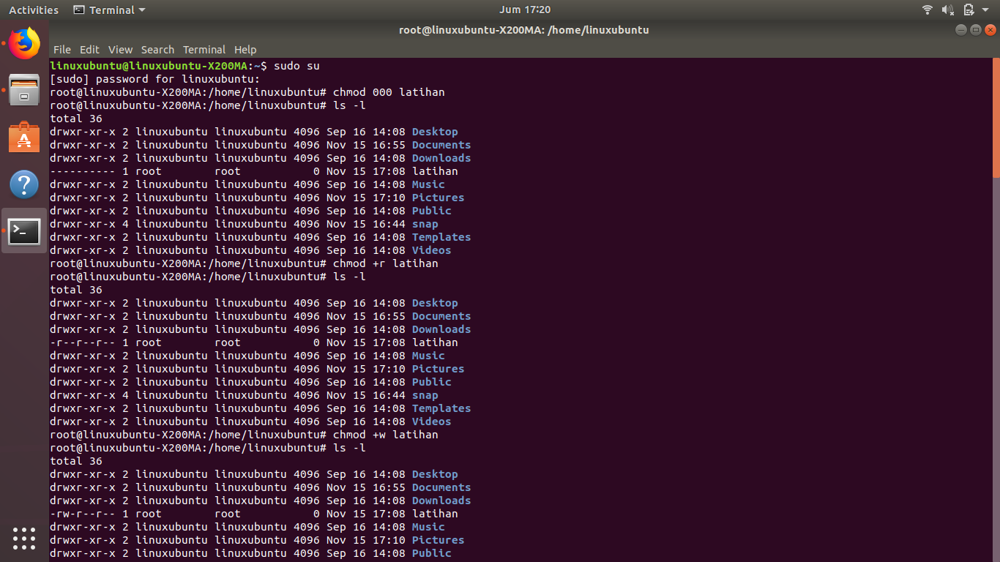 Activities Terminal Jum 17:20
root@linuxubuntu-X200MA: /home/linuxubuntu
File Edit View Search Terminal Help
linuxubuntu@linuxubuntu-X200MA:~$ sudo su
[sudo] password for linuxubuntu:
root@linuxubuntu-X200MA:/home/linuxubuntu# chmod 000 latihan
root@linuxubuntu-X200MA:/home/linuxubuntu# ls -l
total 36
drwxr-xr-x 2 linuxubuntu linuxubuntu 4096 Sep 16 14:08 Desktop
drwxr-xr-x 2 linuxubuntu linuxubuntu 4096 Nov 15 16:55 Documents
drwxr-xr-x 2 linuxubuntu linuxubuntu 4096 Sep 16 14:08 Downloads
---------- 1 root        root           0 Nov 15 17:08 latihan
drwxr-xr-x 2 linuxubuntu linuxubuntu 4096 Sep 16 14:08 Music
drwxr-xr-x 2 linuxubuntu linuxubuntu 4096 Nov 15 17:10 Pictures
drwxr-xr-x 2 linuxubuntu linuxubuntu 4096 Sep 16 14:08 Public
drwxr-xr-x 4 linuxubuntu linuxubuntu 4096 Nov 15 16:44 snap
drwxr-xr-x 2 linuxubuntu linuxubuntu 4096 Sep 16 14:08 Templates
drwxr-xr-x 2 linuxubuntu linuxubuntu 4096 Sep 16 14:08 Videos
root@linuxubuntu-X200MA:/home/linuxubuntu# chmod +r latihan
root@linuxubuntu-X200MA:/home/linuxubuntu# ls -l
total 36
drwxr-xr-x 2 linuxubuntu linuxubuntu 4096 Sep 16 14:08 Desktop
drwxr-xr-x 2 linuxubuntu linuxubuntu 4096 Nov 15 16:55 Documents
drwxr-xr-x 2 linuxubuntu linuxubuntu 4096 Sep 16 14:08 Downloads
-r--r--r-- 1 root        root           0 Nov 15 17:08 latihan
drwxr-xr-x 2 linuxubuntu linuxubuntu 4096 Sep 16 14:08 Music
drwxr-xr-x 2 linuxubuntu linuxubuntu 4096 Nov 15 17:10 Pictures
drwxr-xr-x 2 linuxubuntu linuxubuntu 4096 Sep 16 14:08 Public
drwxr-xr-x 4 linuxubuntu linuxubuntu 4096 Nov 15 16:44 snap
drwxr-xr-x 2 linuxubuntu linuxubuntu 4096 Sep 16 14:08 Templates
drwxr-xr-x 2 linuxubuntu linuxubuntu 4096 Sep 16 14:08 Videos
root@linuxubuntu-X200MA:/home/linuxubuntu# chmod +w latihan
root@linuxubuntu-X200MA:/home/linuxubuntu# ls -l
total 36
drwxr-xr-x 2 linuxubuntu linuxubuntu 4096 Sep 16 14:08 Desktop
drwxr-xr-x 2 linuxubuntu linuxubuntu 4096 Nov 15 16:55 Documents
drwxr-xr-x 2 linuxubuntu linuxubuntu 4096 Sep 16 14:08 Downloads
-rw-r--r-- 1 root        root           0 Nov 15 17:08 latihan
drwxr-xr-x 2 linuxubuntu linuxubuntu 4096 Sep 16 14:08 Music
drwxr-xr-x 2 linuxubuntu linuxubuntu 4096 Nov 15 17:10 Pictures
drwxr-xr-x 2 linuxubuntu linuxubuntu 4096 Sep 16 14:08 Public